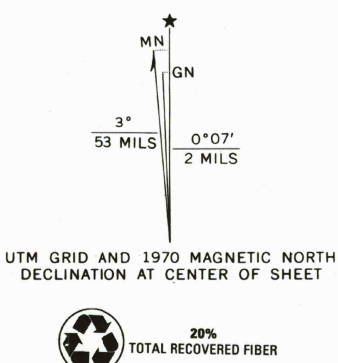 MN
GN
3°
53 MILS
0°07′
2 MILS
UTM GRID AND 1970 MAGNETIC NORTH
DECLINATION AT CENTER OF SHEET
20%
TOTAL RECOVERED FIBER